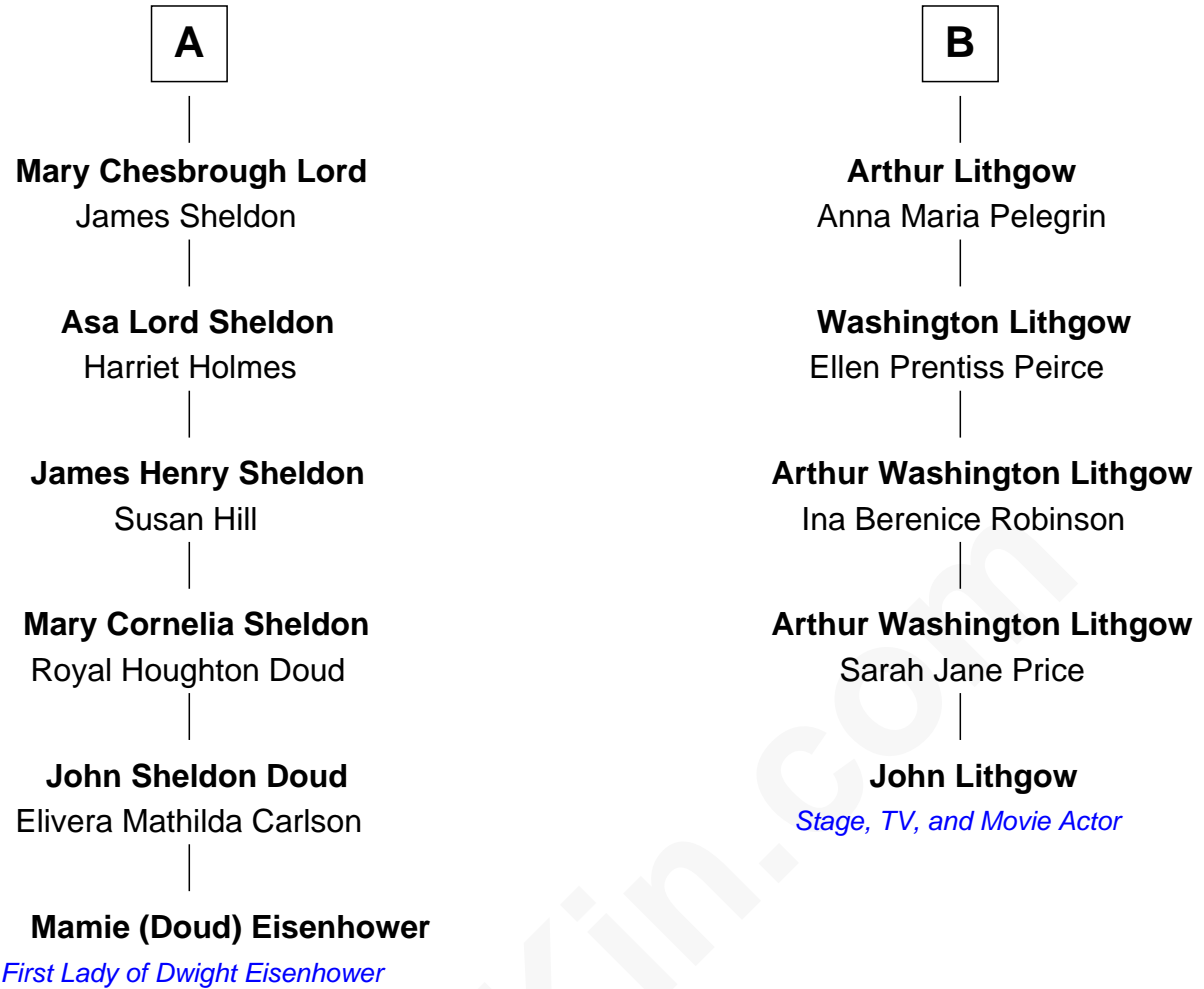 A
Mary Chesbrough Lord
James Sheldon
Asa Lord Sheldon
Harriet Holmes
James Henry Sheldon
Susan Hill
Mary Cornelia Sheldon
Royal Houghton Doud
John Sheldon Doud
Elivera Mathilda Carlson
Mamie (Doud) Eisenhower
First Lady of Dwight Eisenhower
B
Arthur Lithgow
Anna Maria Pelegrin
Washington Lithgow
Ellen Prentiss Peirce
Arthur Washington Lithgow
Ina Berenice Robinson
Arthur Washington Lithgow
Sarah Jane Price
John Lithgow
Stage, TV, and Movie Actor
Kin.com